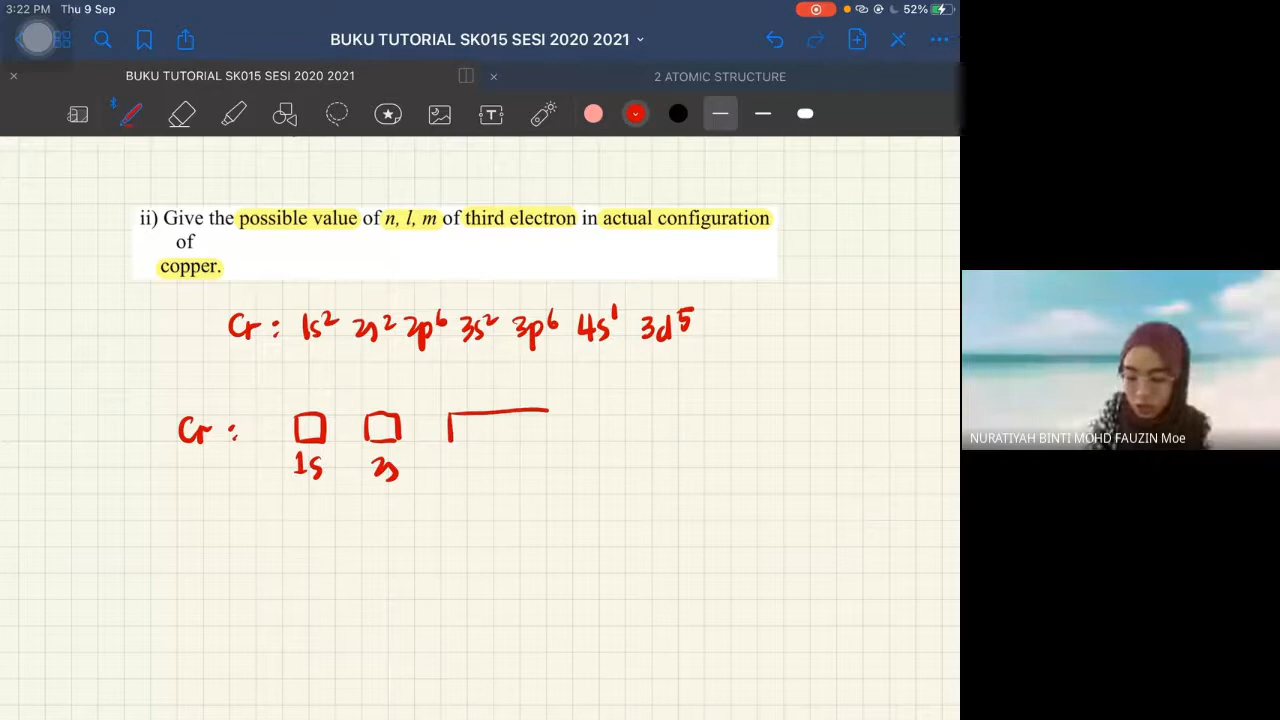 3:22 PM Thu 9 Sep
52%
BUKU TUTORIAL SK015 SESI 2020 2021
BUKU TUTORIAL SK015 SESI 2020 2021
2 ATOMIC STRUCTURE
ii) Give the possible value of n, l, m of third electron in actual configuration
of
copper.
Cr : 1s² 2s² 2p⁶ 3s² 3p⁶ 4s¹ 3d⁵
Cr :
1s 2s
NURATIYAH BINTI MOHD FAUZIN Moe